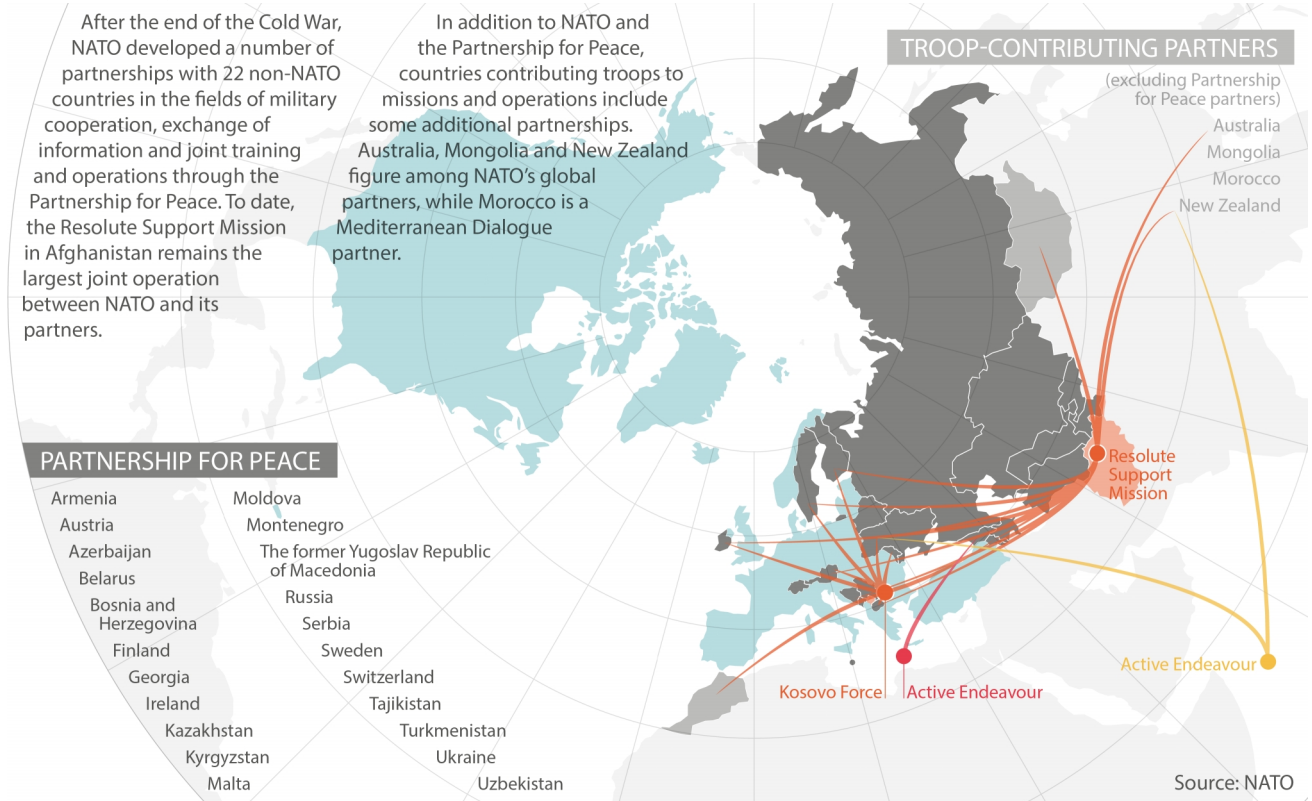 After the end of the Cold War,
NATO developed a number of
partnerships with 22 non-NATO
countries in the fields of military
cooperation, exchange of
information and joint training
and operations through the
Partnership for Peace. To date,
the Resolute Support Mission
in Afghanistan remains the
largest joint operation
between NATO and its
partners.
In addition to NATO and
the Partnership for Peace,
countries contributing troops to
missions and operations include
some additional partnerships.
Australia, Mongolia and New Zealand
figure among NATO’s global
partners, while Morocco is a
Mediterranean Dialogue
partner.
TROOP-CONTRIBUTING PARTNERS
(excluding Partnership
for Peace partners)
Australia
Mongolia
Morocco
New Zealand
PARTNERSHIP FOR PEACE
Armenia
Austria
Azerbaijan
Belarus
Bosnia and
Herzegovina
Finland
Georgia
Ireland
Kazakhstan
Kyrgyzstan
Malta
Moldova
Montenegro
The former Yugoslav Republic
of Macedonia
Russia
Serbia
Sweden
Switzerland
Tajikistan
Turkmenistan
Ukraine
Uzbekistan
Resolute
Support
Mission
Kosovo Force
Active Endeavour
Active Endeavour
Source: NATO